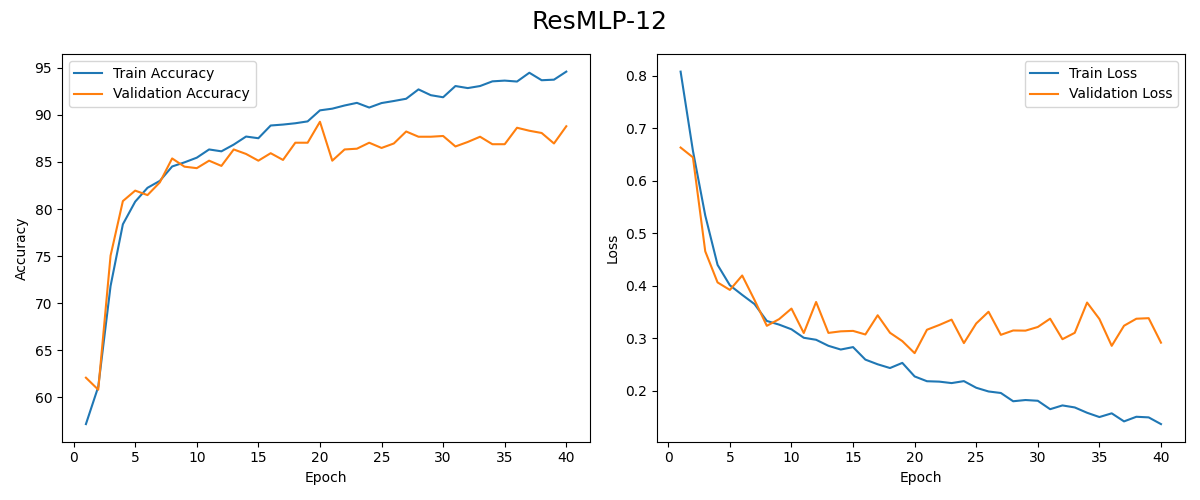 ResMLP-12
Train Accuracy
Validation Accuracy
95
90
85
80
75
70
65
60
Accuracy
0 5 10 15 20 25 30 35 40
Epoch
Train Loss
Validation Loss
0.8
0.7
0.6
0.5
0.4
0.3
0.2
Loss
0 5 10 15 20 25 30 35 40
Epoch